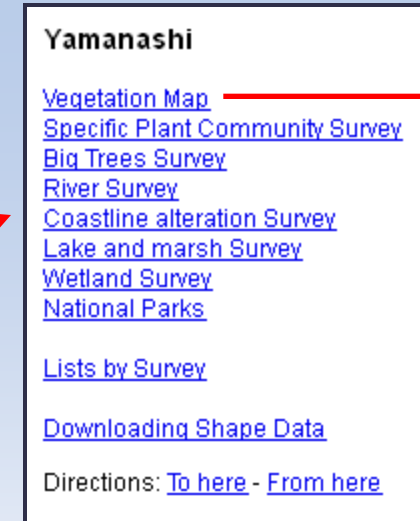 Yamanashi
Vegetation Map
Specific Plant Community Survey
Big Trees Survey
River Survey
Coastline alteration Survey
Lake and marsh Survey
Wetland Survey
National Parks
Lists by Survey
Downloading Shape Data
Directions: To here - From here